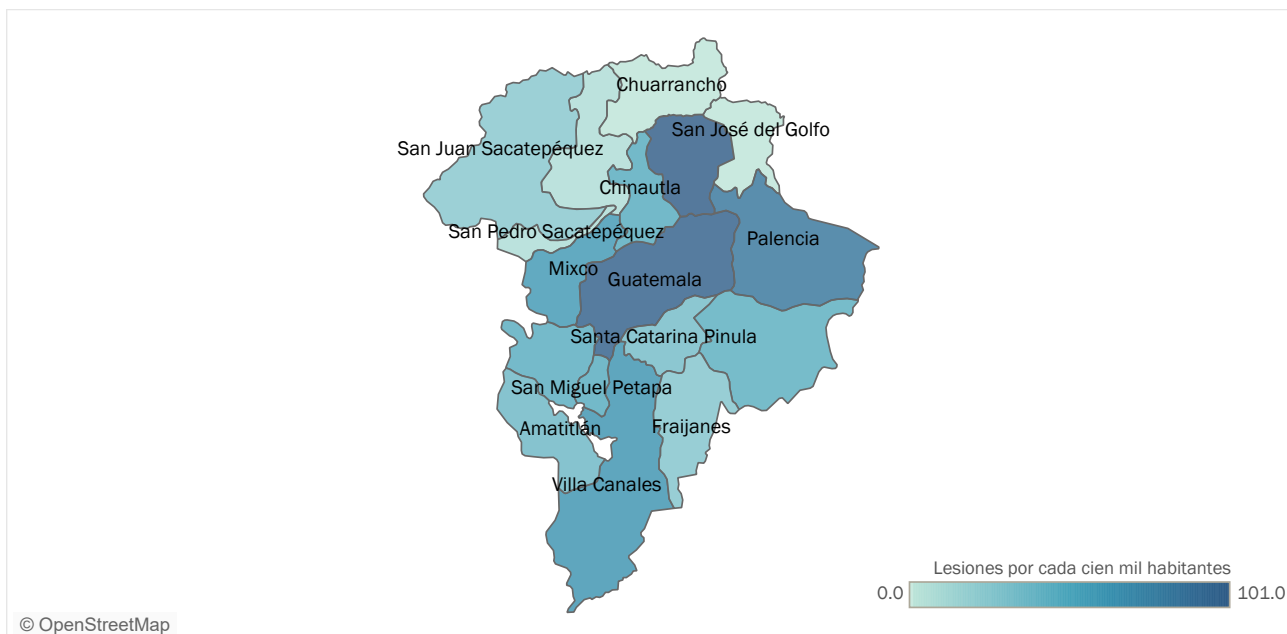 Chuarrancho
San José del Golfo
San Juan Sacatepéquez
Chinautla
San Pedro Sacatepéquez
Palencia
Mixco
Guatemala
Santa Catarina Pinula
San Miguel Petapa
Amatitlán
Fraijanes
Villa Canales
Lesiones por cada cien mil habitantes
0.0
101.0
© OpenStreetMap